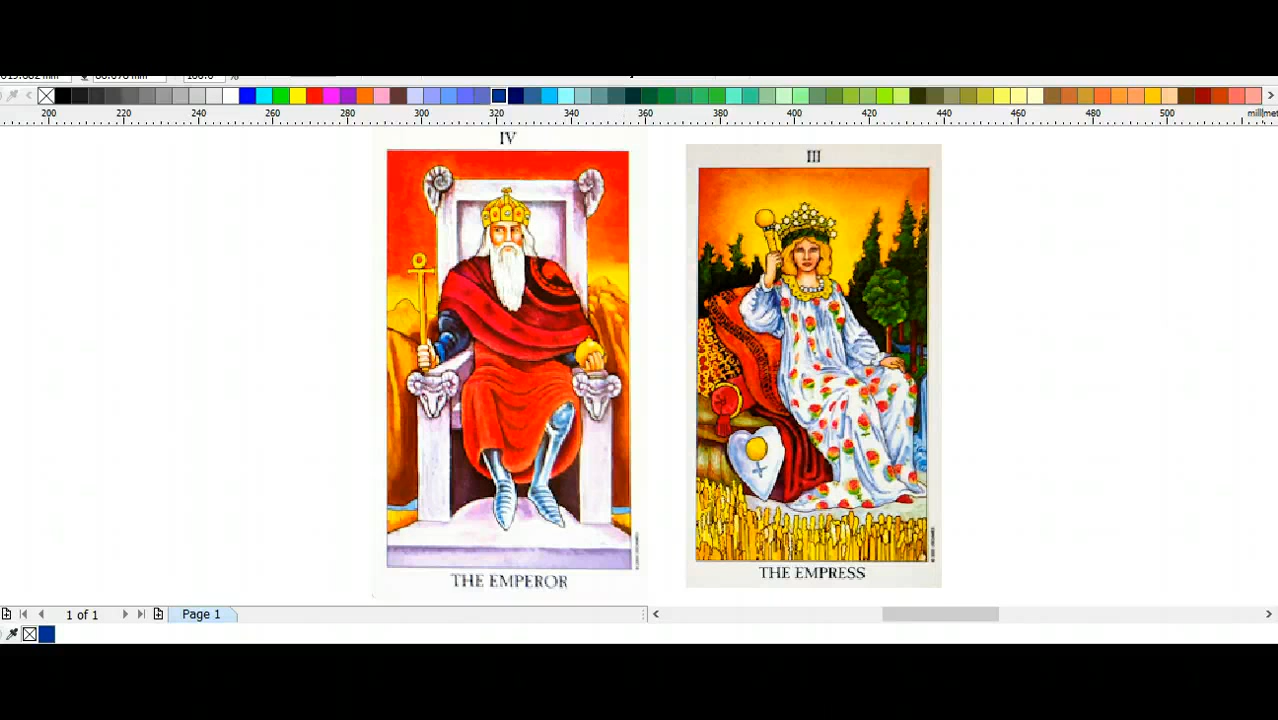 200 220 240 260 280 300 320 340 360 380 400 420 440 460 480 500
IV
III
THE EMPEROR
THE EMPRESS
1 of 1
Page 1